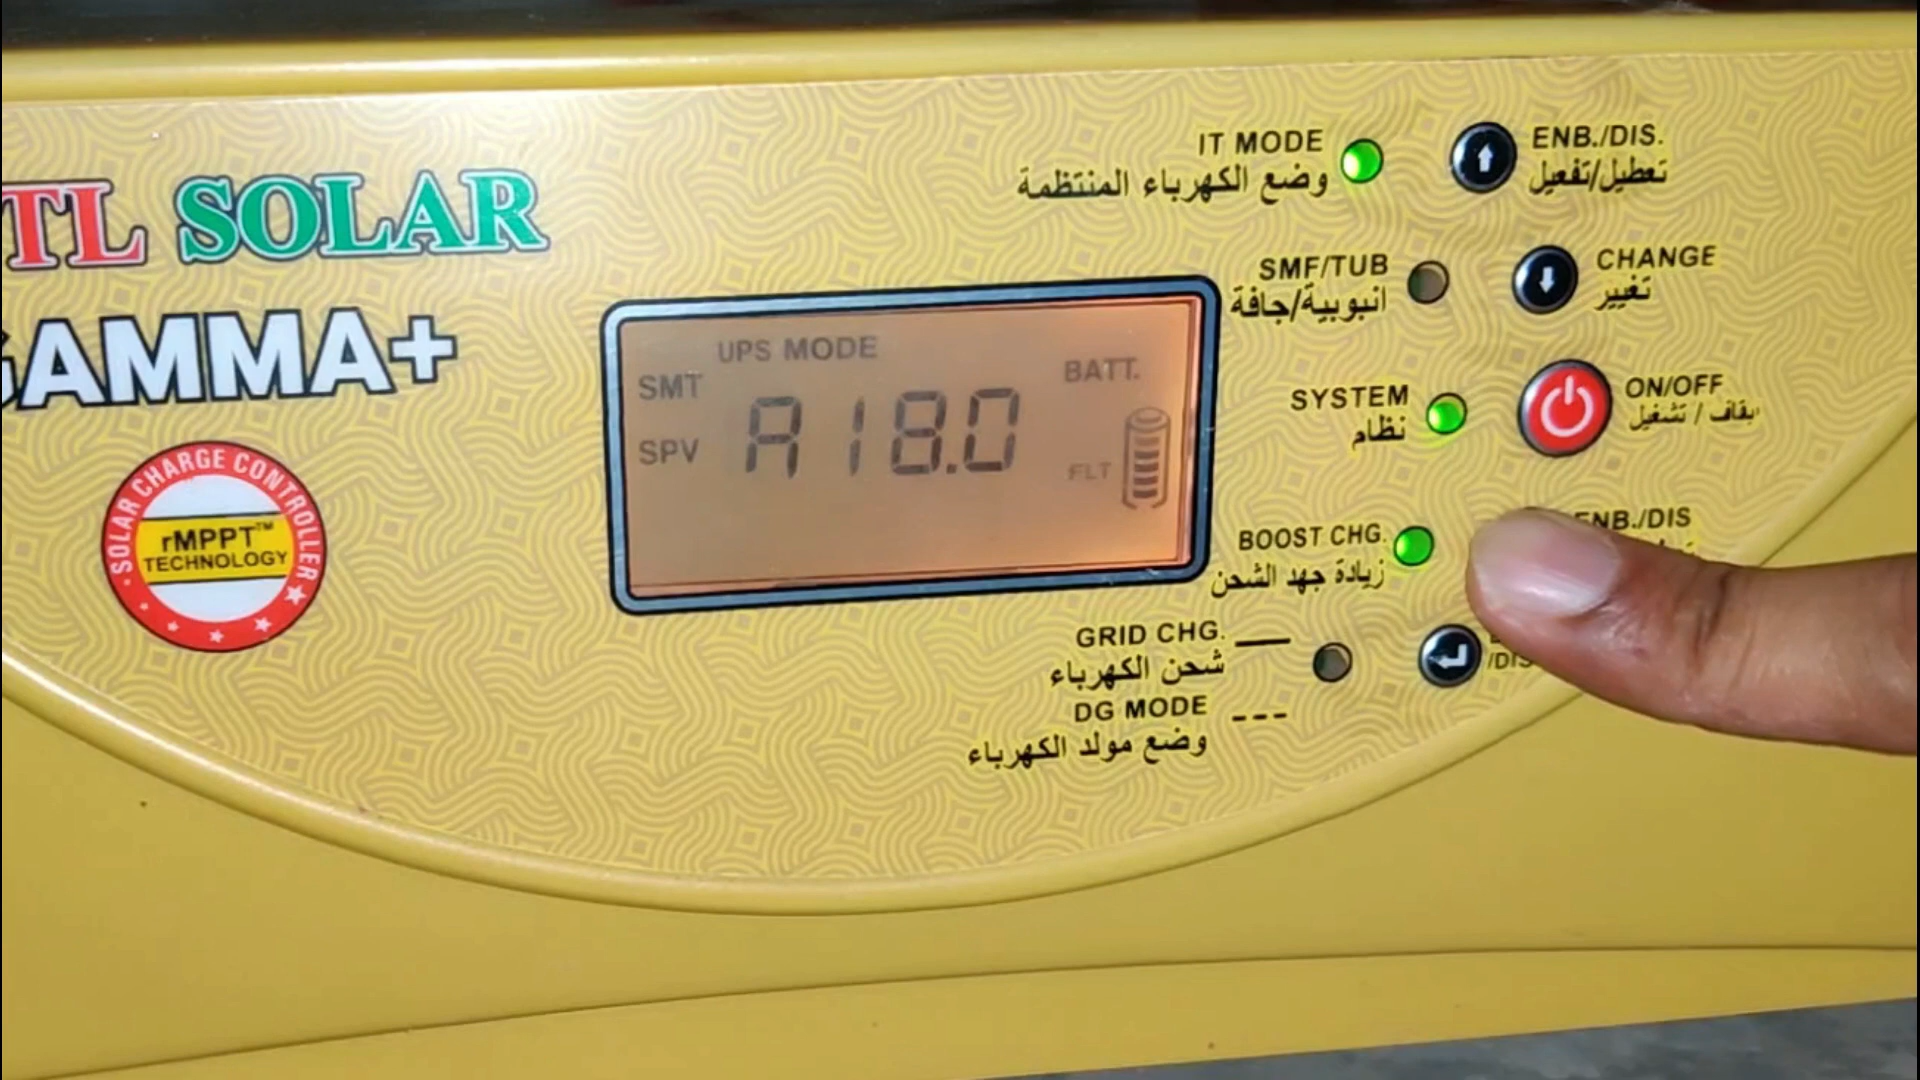 TL SOLAR
GAMMA+
SOLAR CHARGE CONTROLLER
rMPPT™
TECHNOLOGY
UPS MODE
SMT
SPV
A18.0
BATT.
FLT
IT MODE
وضع الكهرباء المنتظمة
ENB./DIS.
تعطيل/تفعيل
SMF/TUB
انبوبية/جافة
CHANGE
تغيير
SYSTEM
نظام
ON/OFF
ايقاف / تشغيل
BOOST CHG.
زيادة جهد الشحن
ENB./DIS
GRID CHG.
شحن الكهرباء
/DIS
DG MODE
وضع مولد الكهرباء